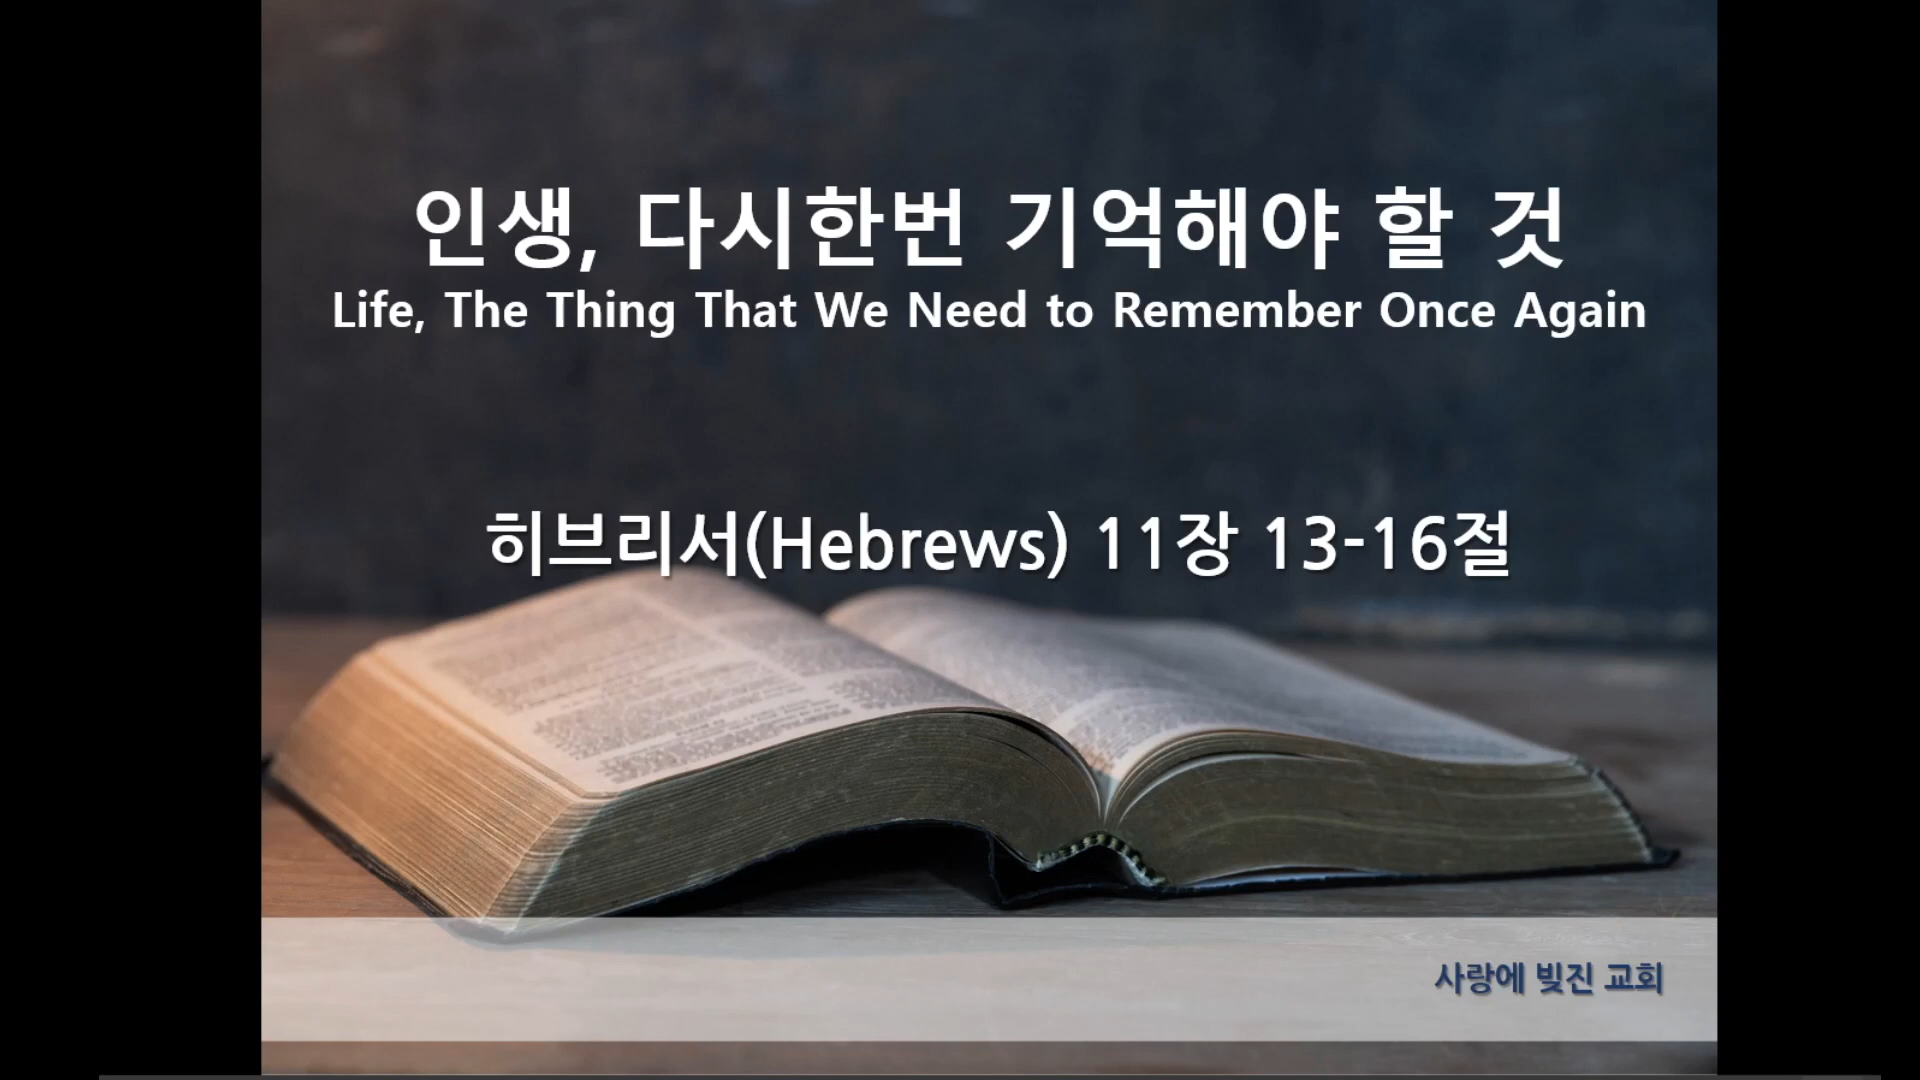 인생, 다시한번 기억해야 할 것
Life, The Thing That We Need to Remember Once Again
히브리서(Hebrews) 11장 13-16절
사랑에 빚진 교회